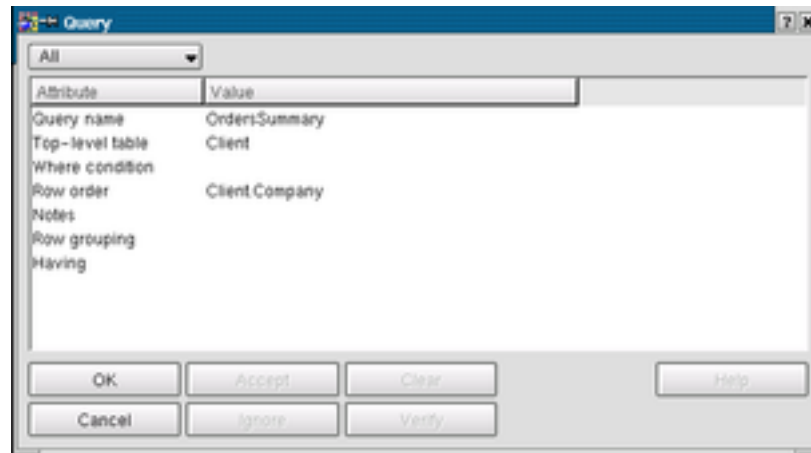 Query
All
Attribute Value
Query name OrdersSummary
Top-level table Client
Where condition
Row order Client.Company
Notes
Row grouping
Having
OK Accept Clear Help
Cancel Ignore Verify